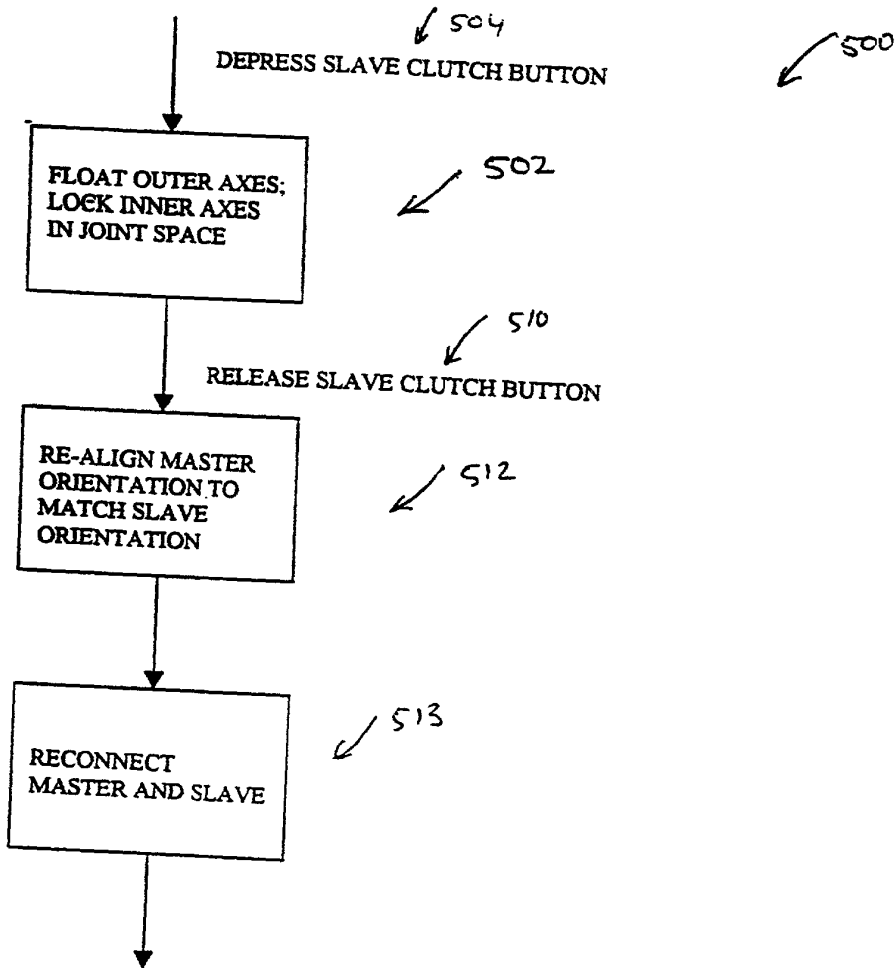 504
500
DEPRESS SLAVE CLUTCH BUTTON
FLOAT OUTER AXES;
LOCK INNER AXES
IN JOINT SPACE
502
510
RELEASE SLAVE CLUTCH BUTTON
RE-ALIGN MASTER
ORIENTATION TO
MATCH SLAVE
ORIENTATION
512
513
RECONNECT
MASTER AND SLAVE